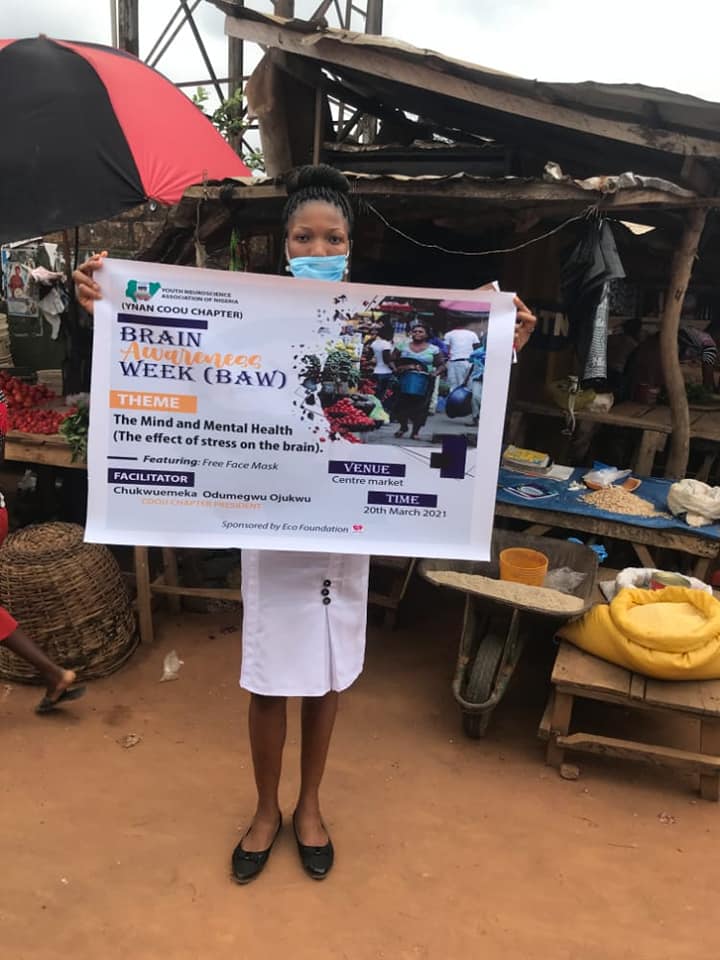 YOUTH NEUROSCIENCE
ASSOCIATION OF NIGERIA
(YNAN COOU CHAPTER)
BRAIN
Awareness
WEEK (BAW)
THEME
The Mind and Mental Health
(The effect of stress on the brain).
Featuring: Free Face Mask
FACILITATOR
Chukwuemeka Odumegwu Ojukwu
COOU CHAPTER PRESIDENT
VENUE
Centre market
TIME
20th March 2021
Sponsored by Eco Foundation